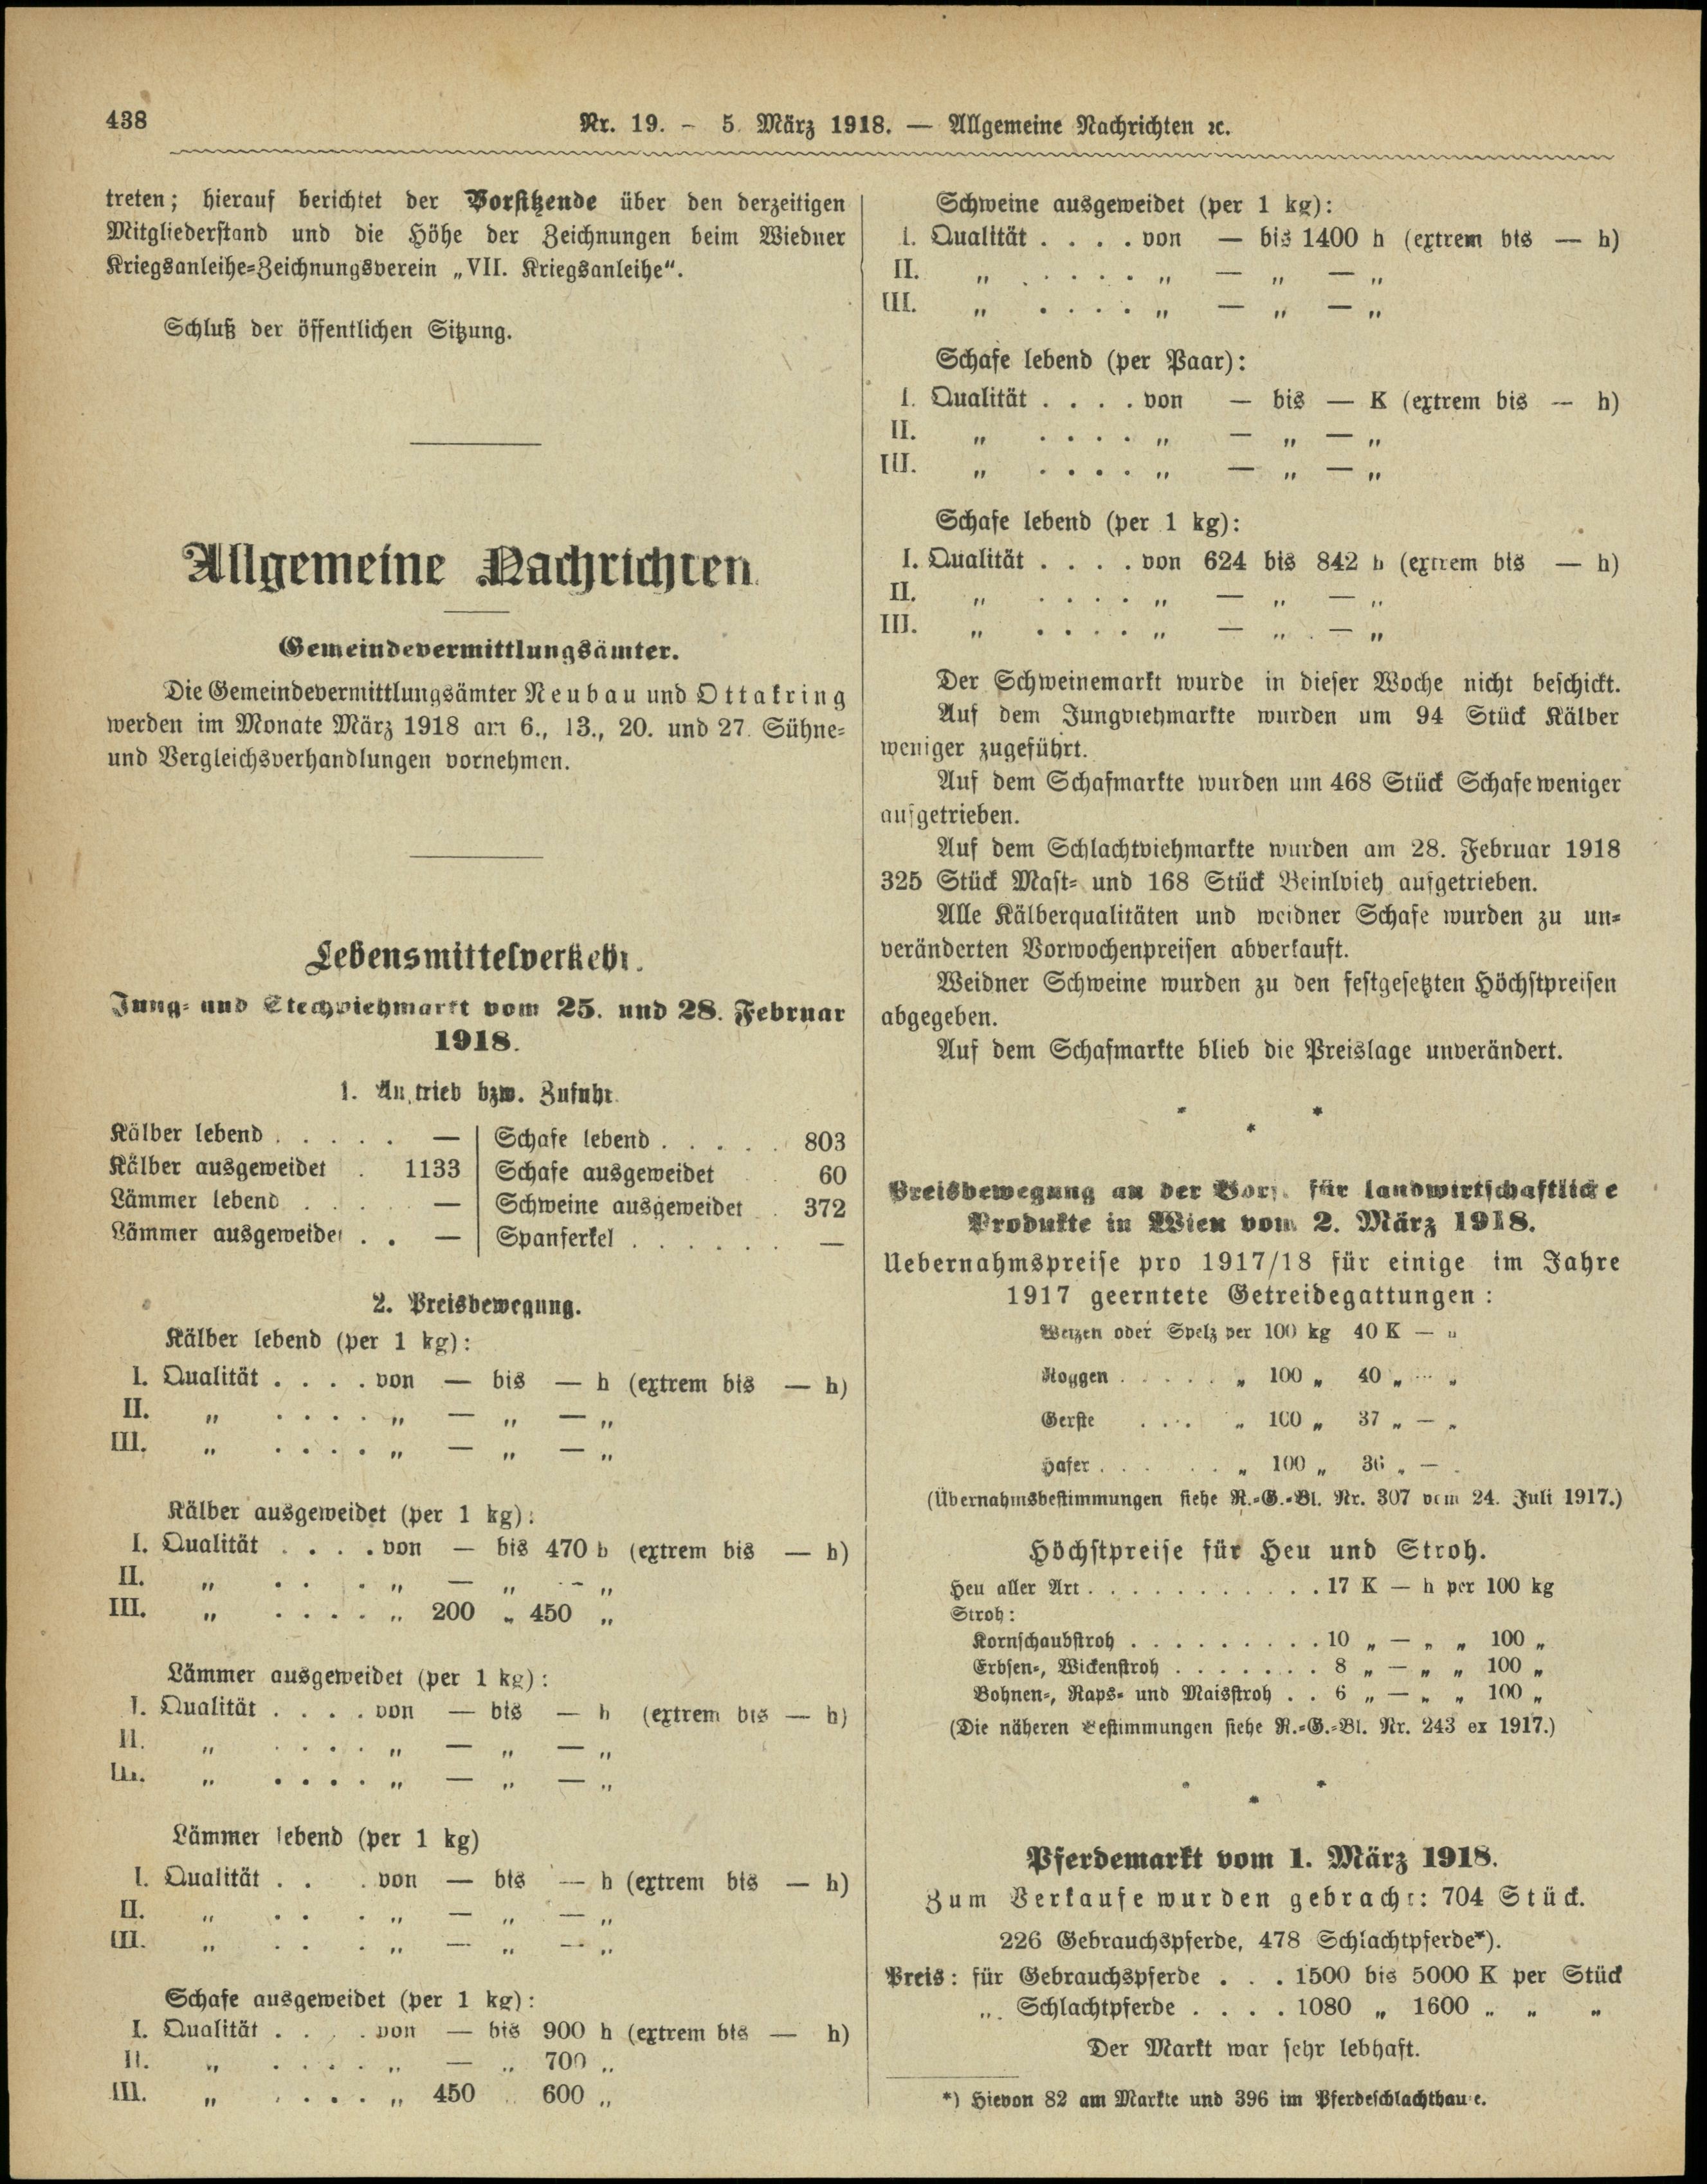 438
Nr. 19. - 5. März 1918. — Allgemeine Nachrichten ꝛc.
treten; hierauf berichtet der Vorsitzende über den derzeitigen
Mitgliederstand und die Höhe der Zeichnungen beim Wiedner
Kriegsanleihe-Zeichnungsverein „VII. Kriegsanleihe".
Schluß der öffentlichen Sitzung.
Allgemeine Nachrichten
Gemeindevermittlungsämter.
Die Gemeindevermittlungsämter Neubau und Ottakring
werden im Monate März 1918 am 6., 13., 20. und 27. Sühne-
und Vergleichsverhandlungen vornehmen.
Lebensmittelverkehr.
Jung- und Stechviehmarkt vom 25. und 28. Februar
1918.
1. Auftrieb bzw. Zufuhr.
Kälber lebend . . . . . —
Kälber ausgeweidet . 1133
Lämmer lebend . . . . . —
Lämmer ausgeweidet . . —
Schafe lebend . . . . . 803
Schafe ausgeweidet 60
Schweine ausgeweidet . 372
Spanferkel . . . . . . —
2. Preisbewegung.
Kälber lebend (per 1 kg):
I. Qualität . . . . von — bis — h (extrem bis — h)
II. „ . . . . „ — „ — „
III. „ . . . . „ — „ — „
Kälber ausgeweidet (per 1 kg):
I. Qualität . . . . von — bis 470 h (extrem bis — h)
II. „ . . . „ — „ — „
III. „ . . . . „ 200 „ 450 „
Lämmer ausgeweidet (per 1 kg):
I. Qualität . . . . von — bis — h (extrem bis — h)
II. „ . . . . „ — „ — „
III. „ . . . . „ — „ — „
Lämmer lebend (per 1 kg)
I. Qualität . . . von — bis — h (extrem bis — h)
II. „ . . . „ — „ — „
III. „ . . . „ — „ — „
Schafe ausgeweidet (per 1 kg):
I. Qualität . . . . von — bis 900 h (extrem bis — h)
II. „ . . . . „ — „ 700 „
III. „ . . . . „ 450 „ 600 „
Schweine ausgeweidet (per 1 kg):
I. Qualität . . . . von — bis 1400 h (extrem bis — h)
II. „ . . . . . „ — „ — „
III. „ . . . . „ — „ — „
Schafe lebend (per Paar):
I. Qualität . . . . von — bis — K (extrem bis — h)
II. „ . . . . „ — „ — „
III. „ . . . . „ — „ — „
Schafe lebend (per 1 kg):
I. Qualität . . . . von 624 bis 842 h (extrem bis — h)
II. „ . . . . „ — „ — „
III. „ . . . . „ — „ — „
Der Schweinemarkt wurde in dieser Woche nicht beschickt.
Auf dem Jungviehmarkte wurden um 94 Stück Kälber
weniger zugeführt.
Auf dem Schafmarkte wurden um 468 Stück Schafe weniger
aufgetrieben.
Auf dem Schlachtviehmarkte wurden am 28. Februar 1918
325 Stück Mast- und 168 Stück Beinlvieh aufgetrieben.
Alle Kälberqualitäten und weidner Schafe wurden zu un-
veränderten Vorwochenpreisen abverkauft.
Weidner Schweine wurden zu den festgesetzten Höchstpreisen
abgegeben.
Auf dem Schafmarkte blieb die Preislage unverändert.
* * *
Preisbewegung an der Börse für landwirtschaftliche
Produkte in Wien vom 2. März 1918.
Uebernahmspreise pro 1917/18 für einige im Jahre
1917 geerntete Getreidegattungen:
Weizen oder Spelz per 100 kg 40 K — h
Roggen . . . . . „ 100 „ 40 „ — „
Gerste . . . . „ 100 „ 37 „ — „
Hafer . . . . . „ 100 „ 36 „ — „
(Übernahmsbestimmungen siehe R.-G.-Bl. Nr. 307 vom 24. Juli 1917.)
Höchstpreise für Heu und Stroh.
Heu aller Art . . . . . . . . . . . 17 K — h per 100 kg
Stroh:
Kornschaubstroh . . . . . . . . . 10 „ — „ „ 100 „
Erbsen-, Wickenstroh . . . . . . . 8 „ — „ „ 100 „
Bohnen-, Raps- und Maisstroh . . 6 „ — „ „ 100 „
(Die näheren Bestimmungen siehe R.-G.-Bl. Nr. 243 ex 1917.)
* * *
Pferdemarkt vom 1. März 1918.
Zum Verkaufe wurden gebracht: 704 Stück.
226 Gebrauchspferde, 478 Schlachtpferde*).
Preis: für Gebrauchspferde . . . 1500 bis 5000 K per Stück
„ Schlachtpferde . . . . 1080 „ 1600 „ „ „
Der Markt war sehr lebhaft.
*) Hievon 82 am Markte und 396 im Pferdeschlachthause.